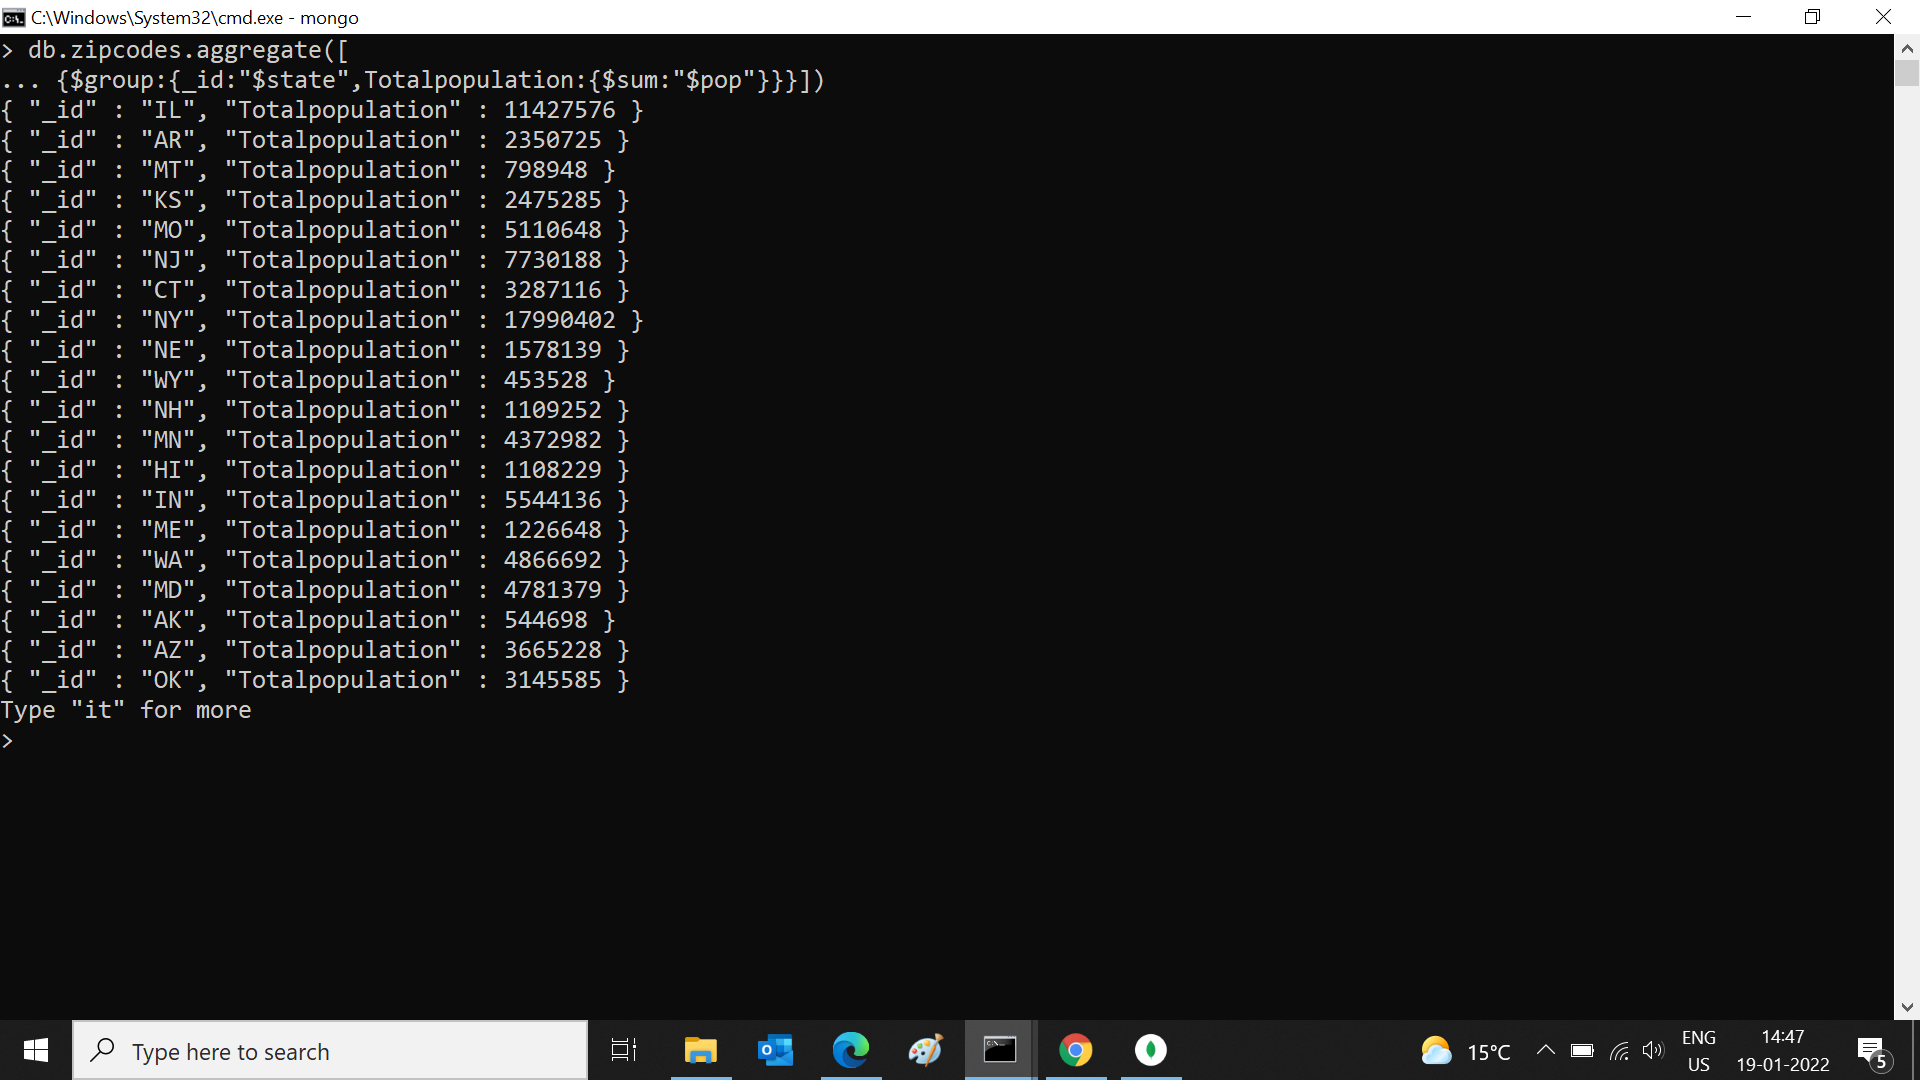 C:\Windows\System32\cmd.exe - mongo
> db.zipcodes.aggregate([
... {$group:{_id:"$state",Totalpopulation:{$sum:"$pop"}}}])
{ "_id" : "IL", "Totalpopulation" : 11427576 }
{ "_id" : "AR", "Totalpopulation" : 2350725 }
{ "_id" : "MT", "Totalpopulation" : 798948 }
{ "_id" : "KS", "Totalpopulation" : 2475285 }
{ "_id" : "MO", "Totalpopulation" : 5110648 }
{ "_id" : "NJ", "Totalpopulation" : 7730188 }
{ "_id" : "CT", "Totalpopulation" : 3287116 }
{ "_id" : "NY", "Totalpopulation" : 17990402 }
{ "_id" : "NE", "Totalpopulation" : 1578139 }
{ "_id" : "WY", "Totalpopulation" : 453528 }
{ "_id" : "NH", "Totalpopulation" : 1109252 }
{ "_id" : "MN", "Totalpopulation" : 4372982 }
{ "_id" : "HI", "Totalpopulation" : 1108229 }
{ "_id" : "IN", "Totalpopulation" : 5544136 }
{ "_id" : "ME", "Totalpopulation" : 1226648 }
{ "_id" : "WA", "Totalpopulation" : 4866692 }
{ "_id" : "MD", "Totalpopulation" : 4781379 }
{ "_id" : "AK", "Totalpopulation" : 544698 }
{ "_id" : "AZ", "Totalpopulation" : 3665228 }
{ "_id" : "OK", "Totalpopulation" : 3145585 }
Type "it" for more
>
Type here to search
15°C
ENG
US
14:47
19-01-2022
5